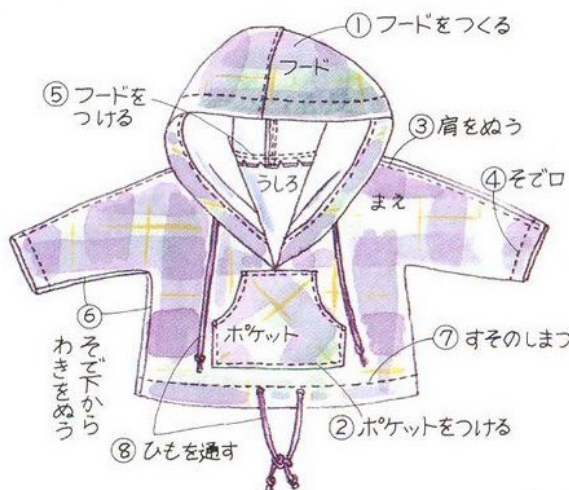 ① フードをつくる
フード
⑤ フードを
つける
③ 肩をぬう
うしろ
④ そで口
まえ
ポケット
⑥ そで下から
わきをぬう
⑦ すそのしまつ
② ポケットをつける
⑧ ひもを通す